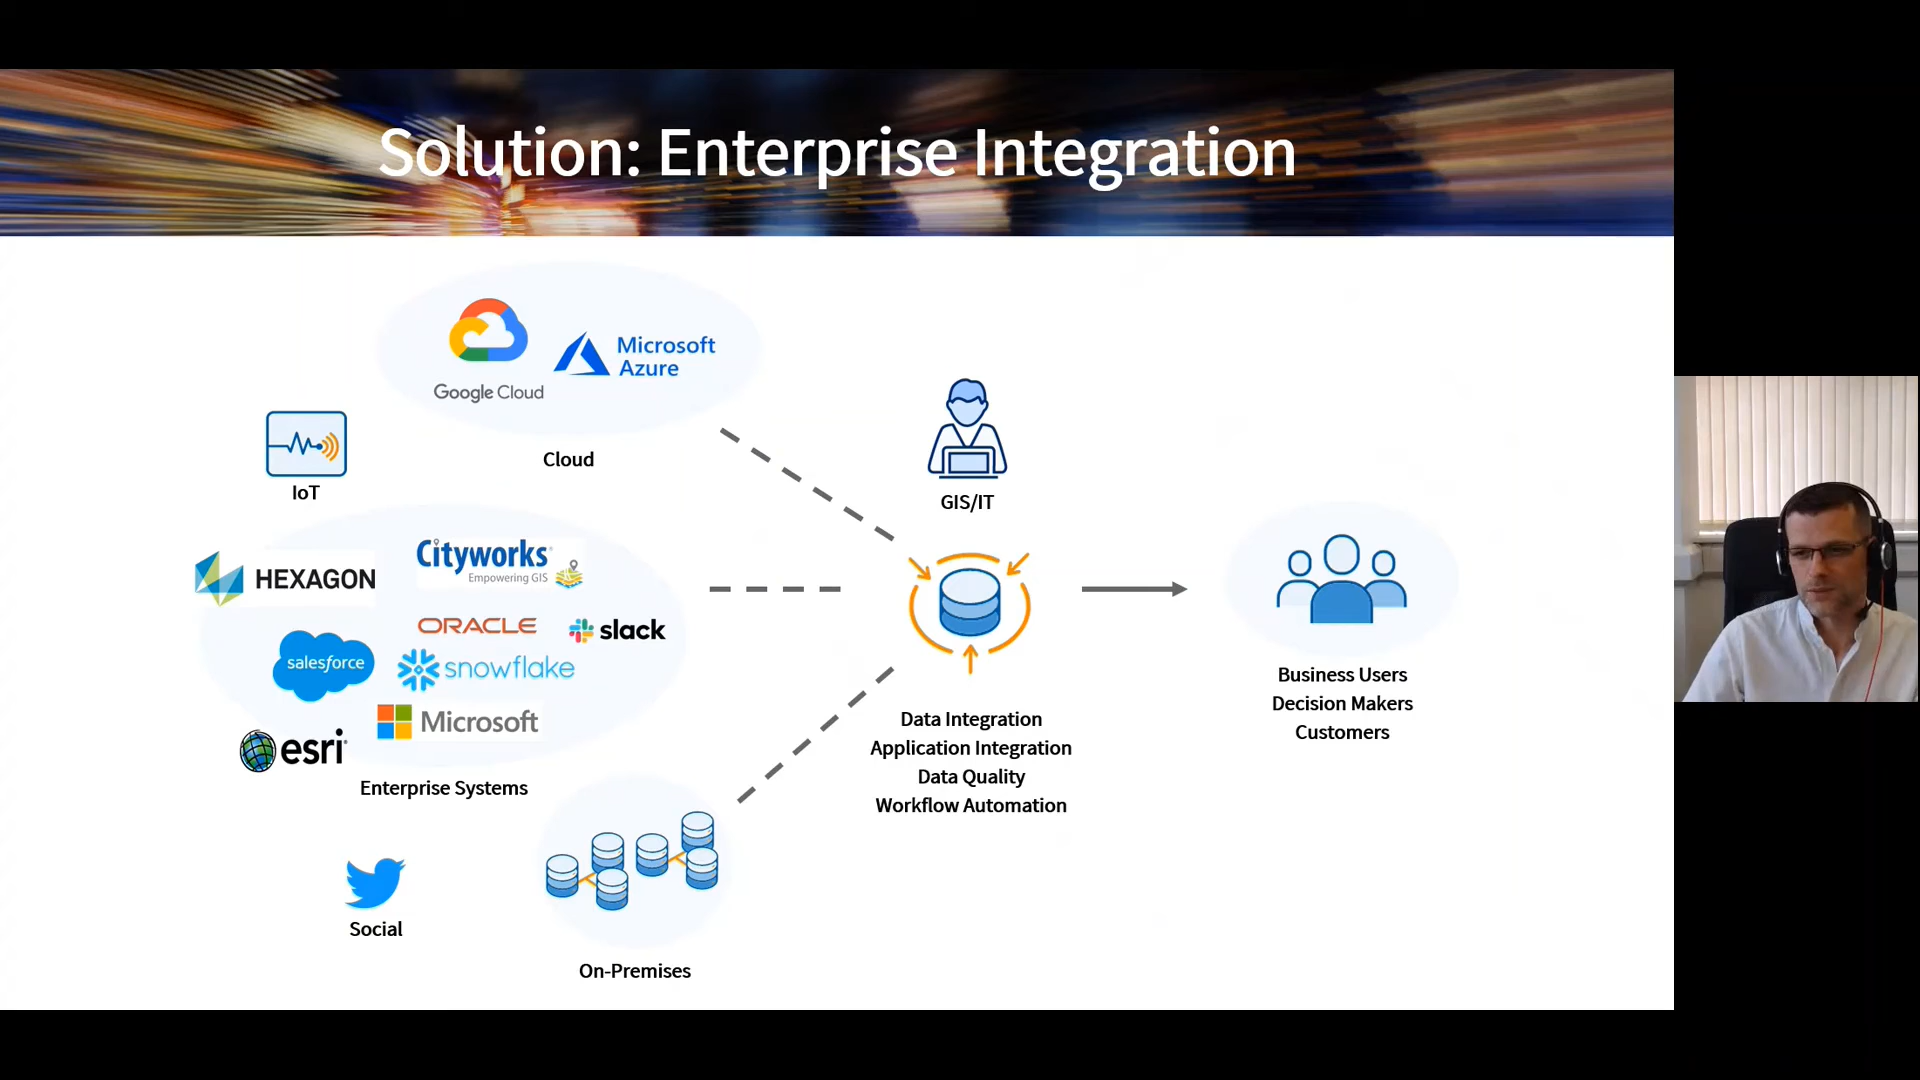 Solution: Enterprise Integration
Google Cloud
Microsoft
Azure
Cloud
IoT
GIS/IT
HEXAGON
Cityworks
Empowering GIS
ORACLE
slack
salesforce
snowflake
Microsoft
esri
Enterprise Systems
Data Integration
Application Integration
Data Quality
Workflow Automation
Business Users
Decision Makers
Customers
Social
On-Premises